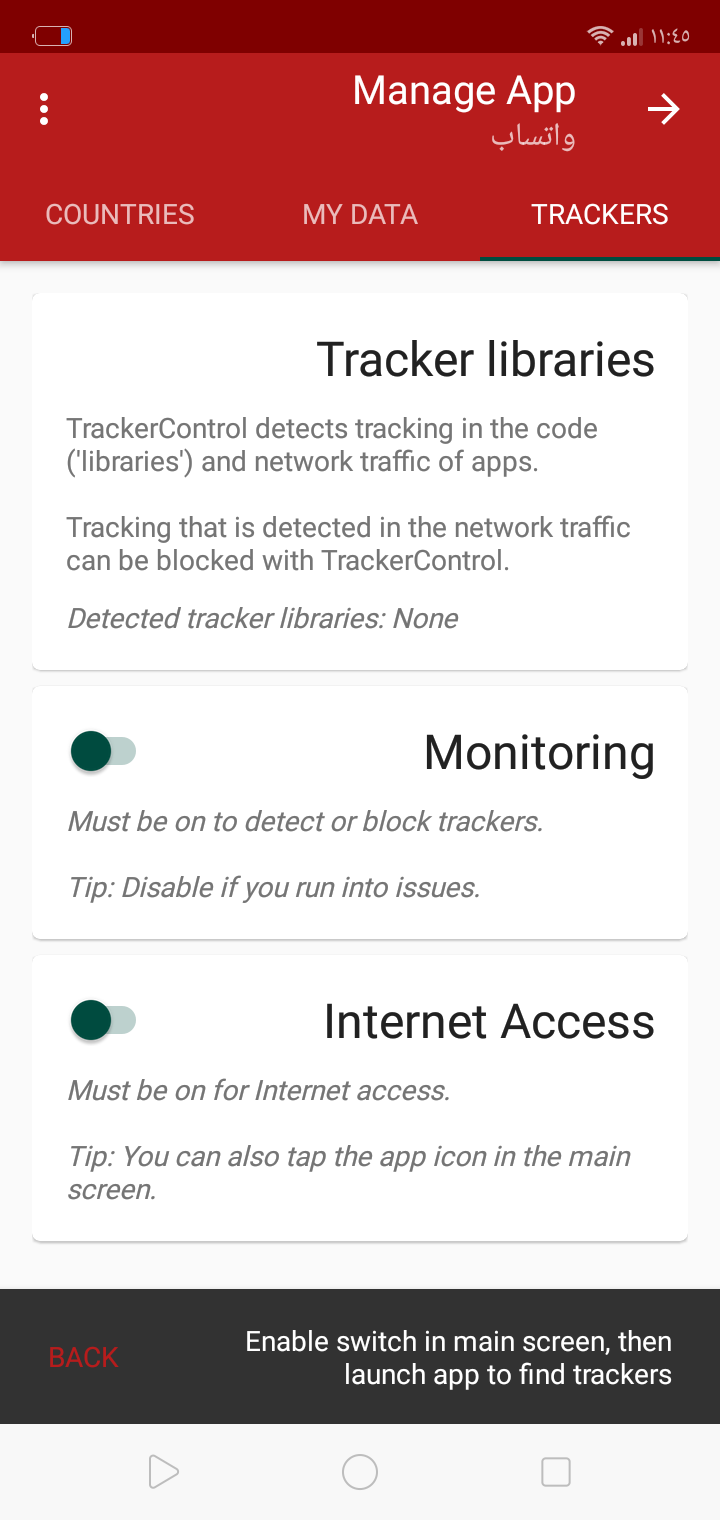 ١١:٤٥
Manage App
واتساب
COUNTRIES
MY DATA
TRACKERS
Tracker libraries
TrackerControl detects tracking in the code
('libraries') and network traffic of apps.
Tracking that is detected in the network traffic
can be blocked with TrackerControl.
Detected tracker libraries: None
Monitoring
Must be on to detect or block trackers.
Tip: Disable if you run into issues.
Internet Access
Must be on for Internet access.
Tip: You can also tap the app icon in the main
screen.
Enable switch in main screen, then
launch app to find trackers
BACK